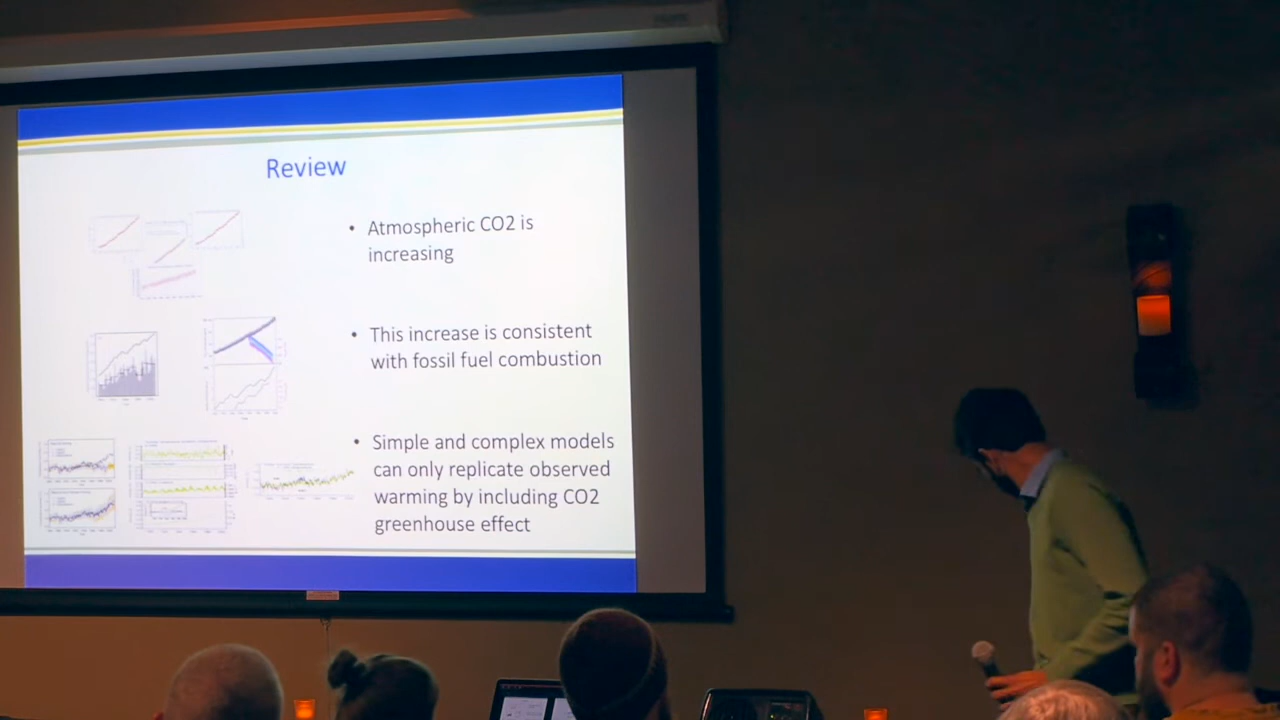 Review
• Atmospheric CO2 is
increasing
• This increase is consistent
with fossil fuel combustion
• Simple and complex models
can only replicate observed
warming by including CO2
greenhouse effect